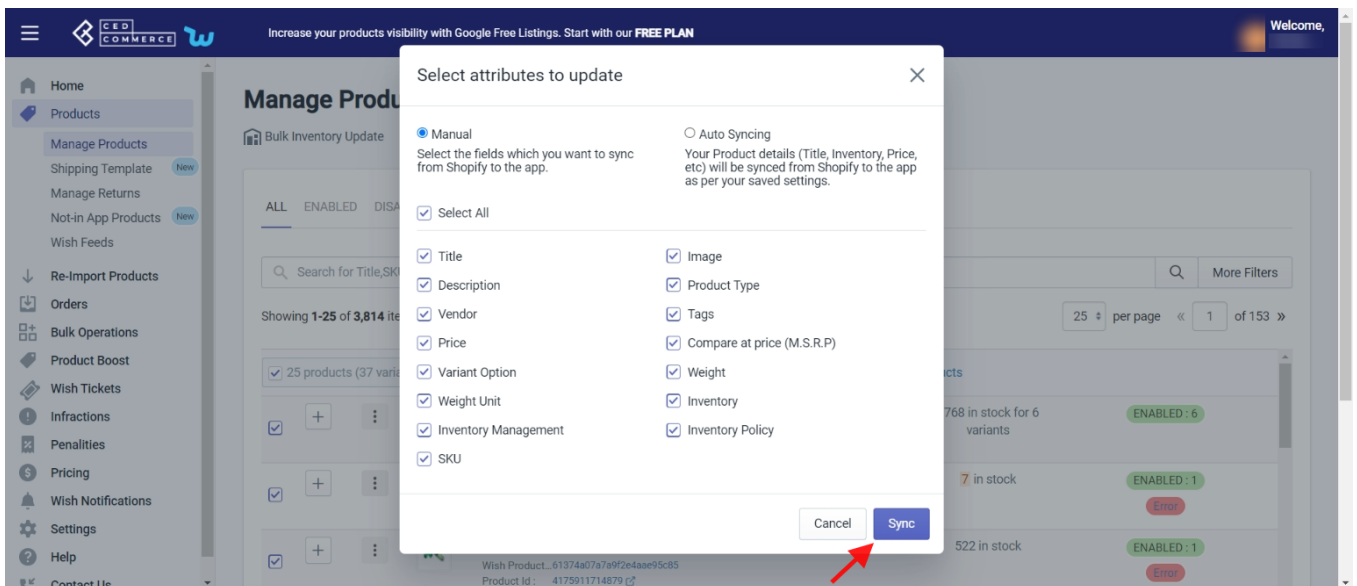 CED
COMMERCE
Increase your products visibility with Google Free Listings. Start with our FREE PLAN
Welcome,
Home
Products
Manage Products
Shipping Template New
Manage Returns
Not-in App Products New
Wish Feeds
Re-Import Products
Orders
Bulk Operations
Product Boost
Wish Tickets
Infractions
Penalities
Pricing
Wish Notifications
Settings
Help
Contact Us
Manage Produ
Bulk Inventory Update
ALL ENABLED DISA
Search for Title,SK
More Filters
Showing 1-25 of 3,814 ite
25 per page « 1 of 153 »
25 products (37 varia
cts
768 in stock for 6
variants
ENABLED : 6
7 in stock
ENABLED : 1
Error
522 in stock
ENABLED : 1
Error
Wish Product... 61374a07a7a9f2e4aae95c85
Product Id : 4175911714879
Select attributes to update
Manual
Select the fields which you want to sync
from Shopify to the app.
Auto Syncing
Your Product details (Title, Inventory, Price,
etc) will be synced from Shopify to the app
as per your saved settings.
Select All
Title
Image
Description
Product Type
Vendor
Tags
Price
Compare at price (M.S.R.P)
Variant Option
Weight
Weight Unit
Inventory
Inventory Management
Inventory Policy
SKU
Cancel
Sync